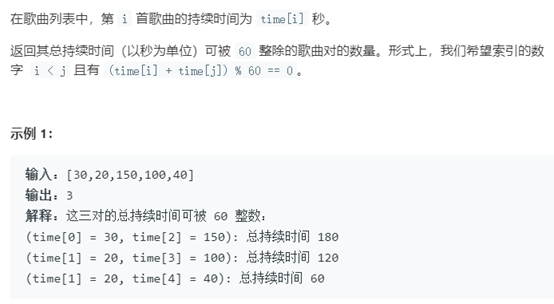 在歌曲列表中，第 i 首歌曲的持续时间为 time[i] 秒。
返回其总持续时间（以秒为单位）可被 60 整除的歌曲对的数量。形式上，我们希望索引的数
字 i < j 且有 (time[i] + time[j]) % 60 == 0。
示例 1：
输入：[30,20,150,100,40]
输出：3
解释：这三对的总持续时间可被 60 整数：
(time[0] = 30, time[2] = 150): 总持续时间 180
(time[1] = 20, time[3] = 100): 总持续时间 120
(time[1] = 20, time[4] = 40): 总持续时间 60